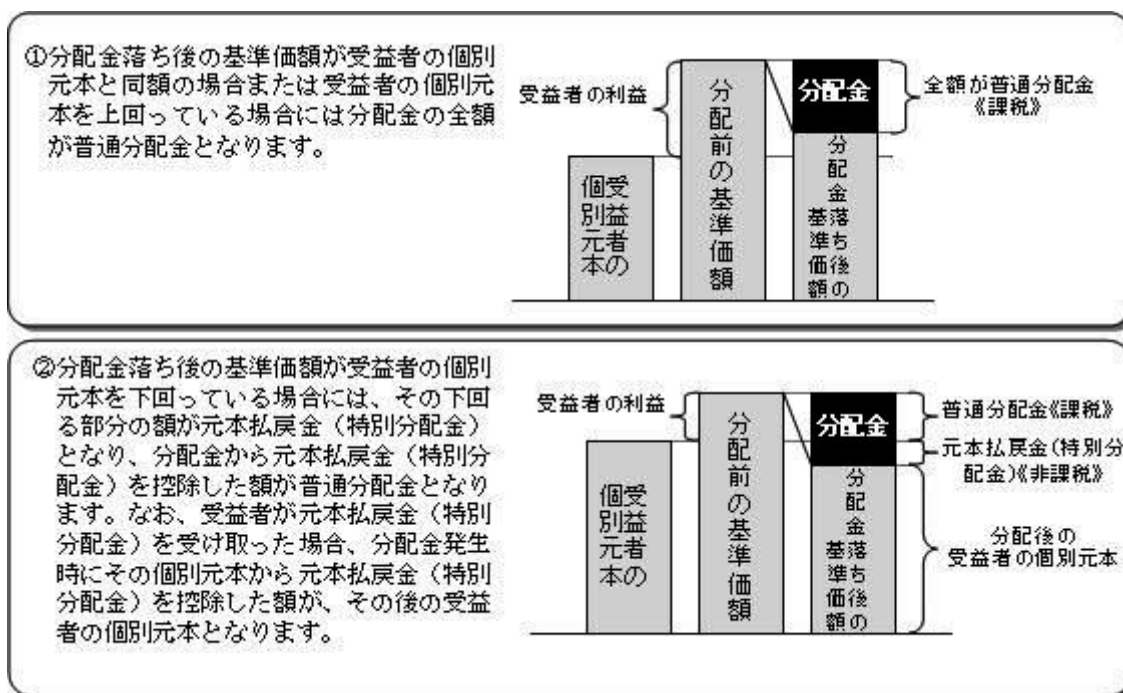 ①分配金落ち後の基準価額が受益者の個別
元本と同額の場合または受益者の個別元
本を上回っている場合には分配金の全額
が普通分配金となります。
受益者の利益
個別元本
受益者の
分配前の基準価額
分配金
分配金落ち後の
基準価額
全額が普通分配金
《課税》
②分配金落ち後の基準価額が受益者の個別
元本を下回っている場合には、その下回
る部分の額が元本払戻金(特別分配金)
となり、分配金から元本払戻金(特別分
配金)を控除した額が普通分配金となり
ます。なお、受益者が元本払戻金(特別
分配金)を受け取った場合、分配金発生
時にその個別元本から元本払戻金(特別
分配金)を控除した額が、その後の受益
者の個別元本となります。
受益者の利益
受益者の
個別元本
分配前の基準価額
分配金
分配金落ち後の
基準価額
普通分配金《課税》
元本払戻金(特別分
配金)《非課税》
分配後の
受益者の個別元本